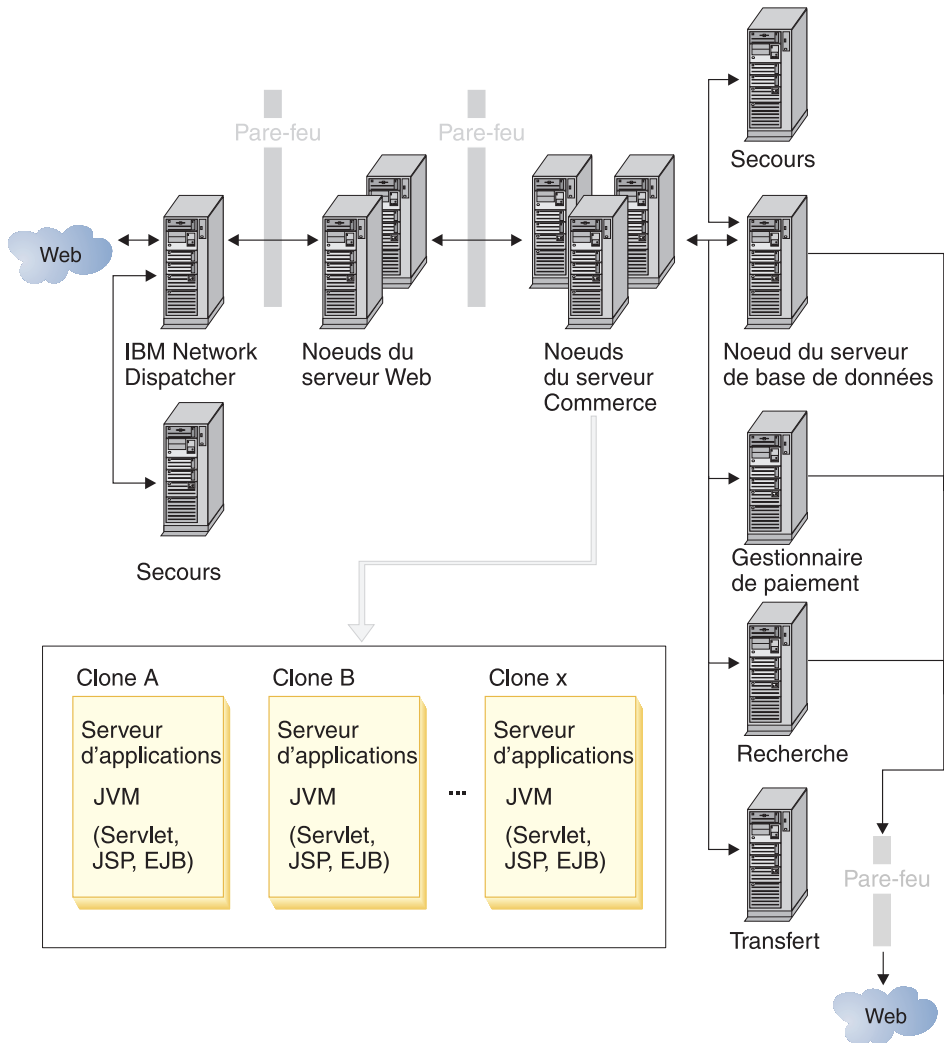 Pare-feu
Pare-feu
Secours
Web
IBM Network
Dispatcher
Noeuds du
serveur Web
Noeuds
du serveur
Commerce
Noeud du serveur
de base de données
Secours
Gestionnaire
de paiement
Clone A
Serveur
d'applications
JVM
(Servlet,
JSP, EJB)
Clone B
Serveur
d'applications
JVM
(Servlet,
JSP, EJB)
...
Clone x
Serveur
d'applications
JVM
(Servlet,
JSP, EJB)
Recherche
Transfert
Pare-feu
Web